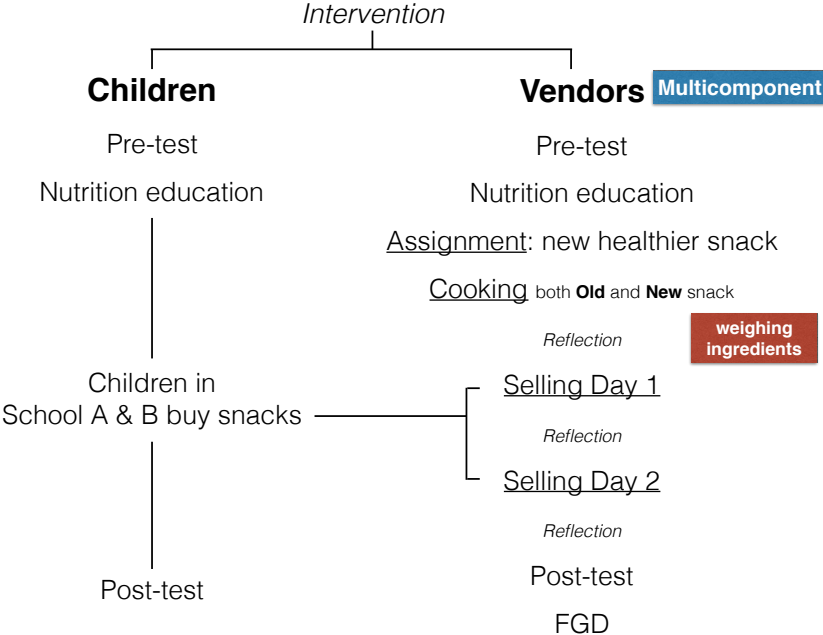 Intervention
Children
Vendors
Multicomponent
Pre-test
Pre-test
Nutrition education
Nutrition education
Assignment: new healthier snack
Cooking both Old and New snack
Reflection
weighing
ingredients
Children in
School A & B buy snacks
Selling Day 1
Reflection
Selling Day 2
Reflection
Post-test
Post-test
FGD